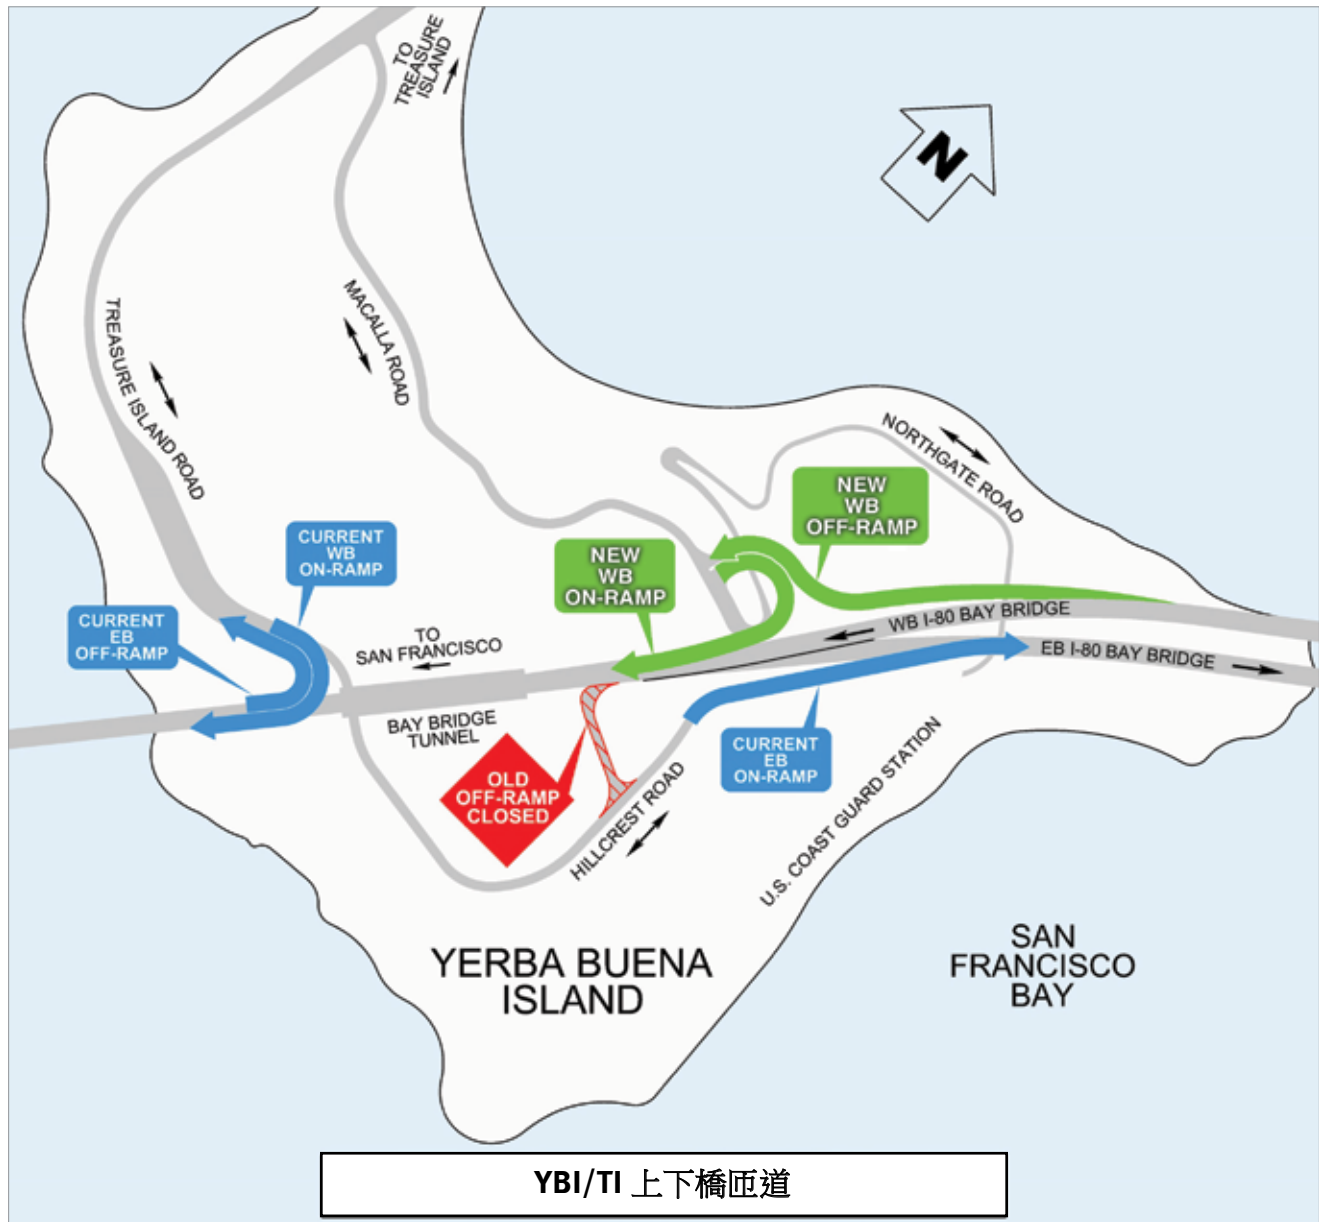 TO
TREASURE
ISLAND
N
MACALLA ROAD
TREASURE ISLAND ROAD
NORTHGATE ROAD
NEW
WB
OFF-RAMP
CURRENT
WB
ON-RAMP
NEW
WB
ON-RAMP
CURRENT
EB
OFF-RAMP
TO
SAN FRANCISCO
WB I-80 BAY BRIDGE
EB I-80 BAY BRIDGE
BAY BRIDGE
TUNNEL
OLD
OFF-RAMP
CLOSED
CURRENT
EB
ON-RAMP
HILLCREST ROAD
U.S. COAST GUARD STATION
YERBA BUENA
ISLAND
SAN
FRANCISCO
BAY
YBI/TI 上下橋匝道